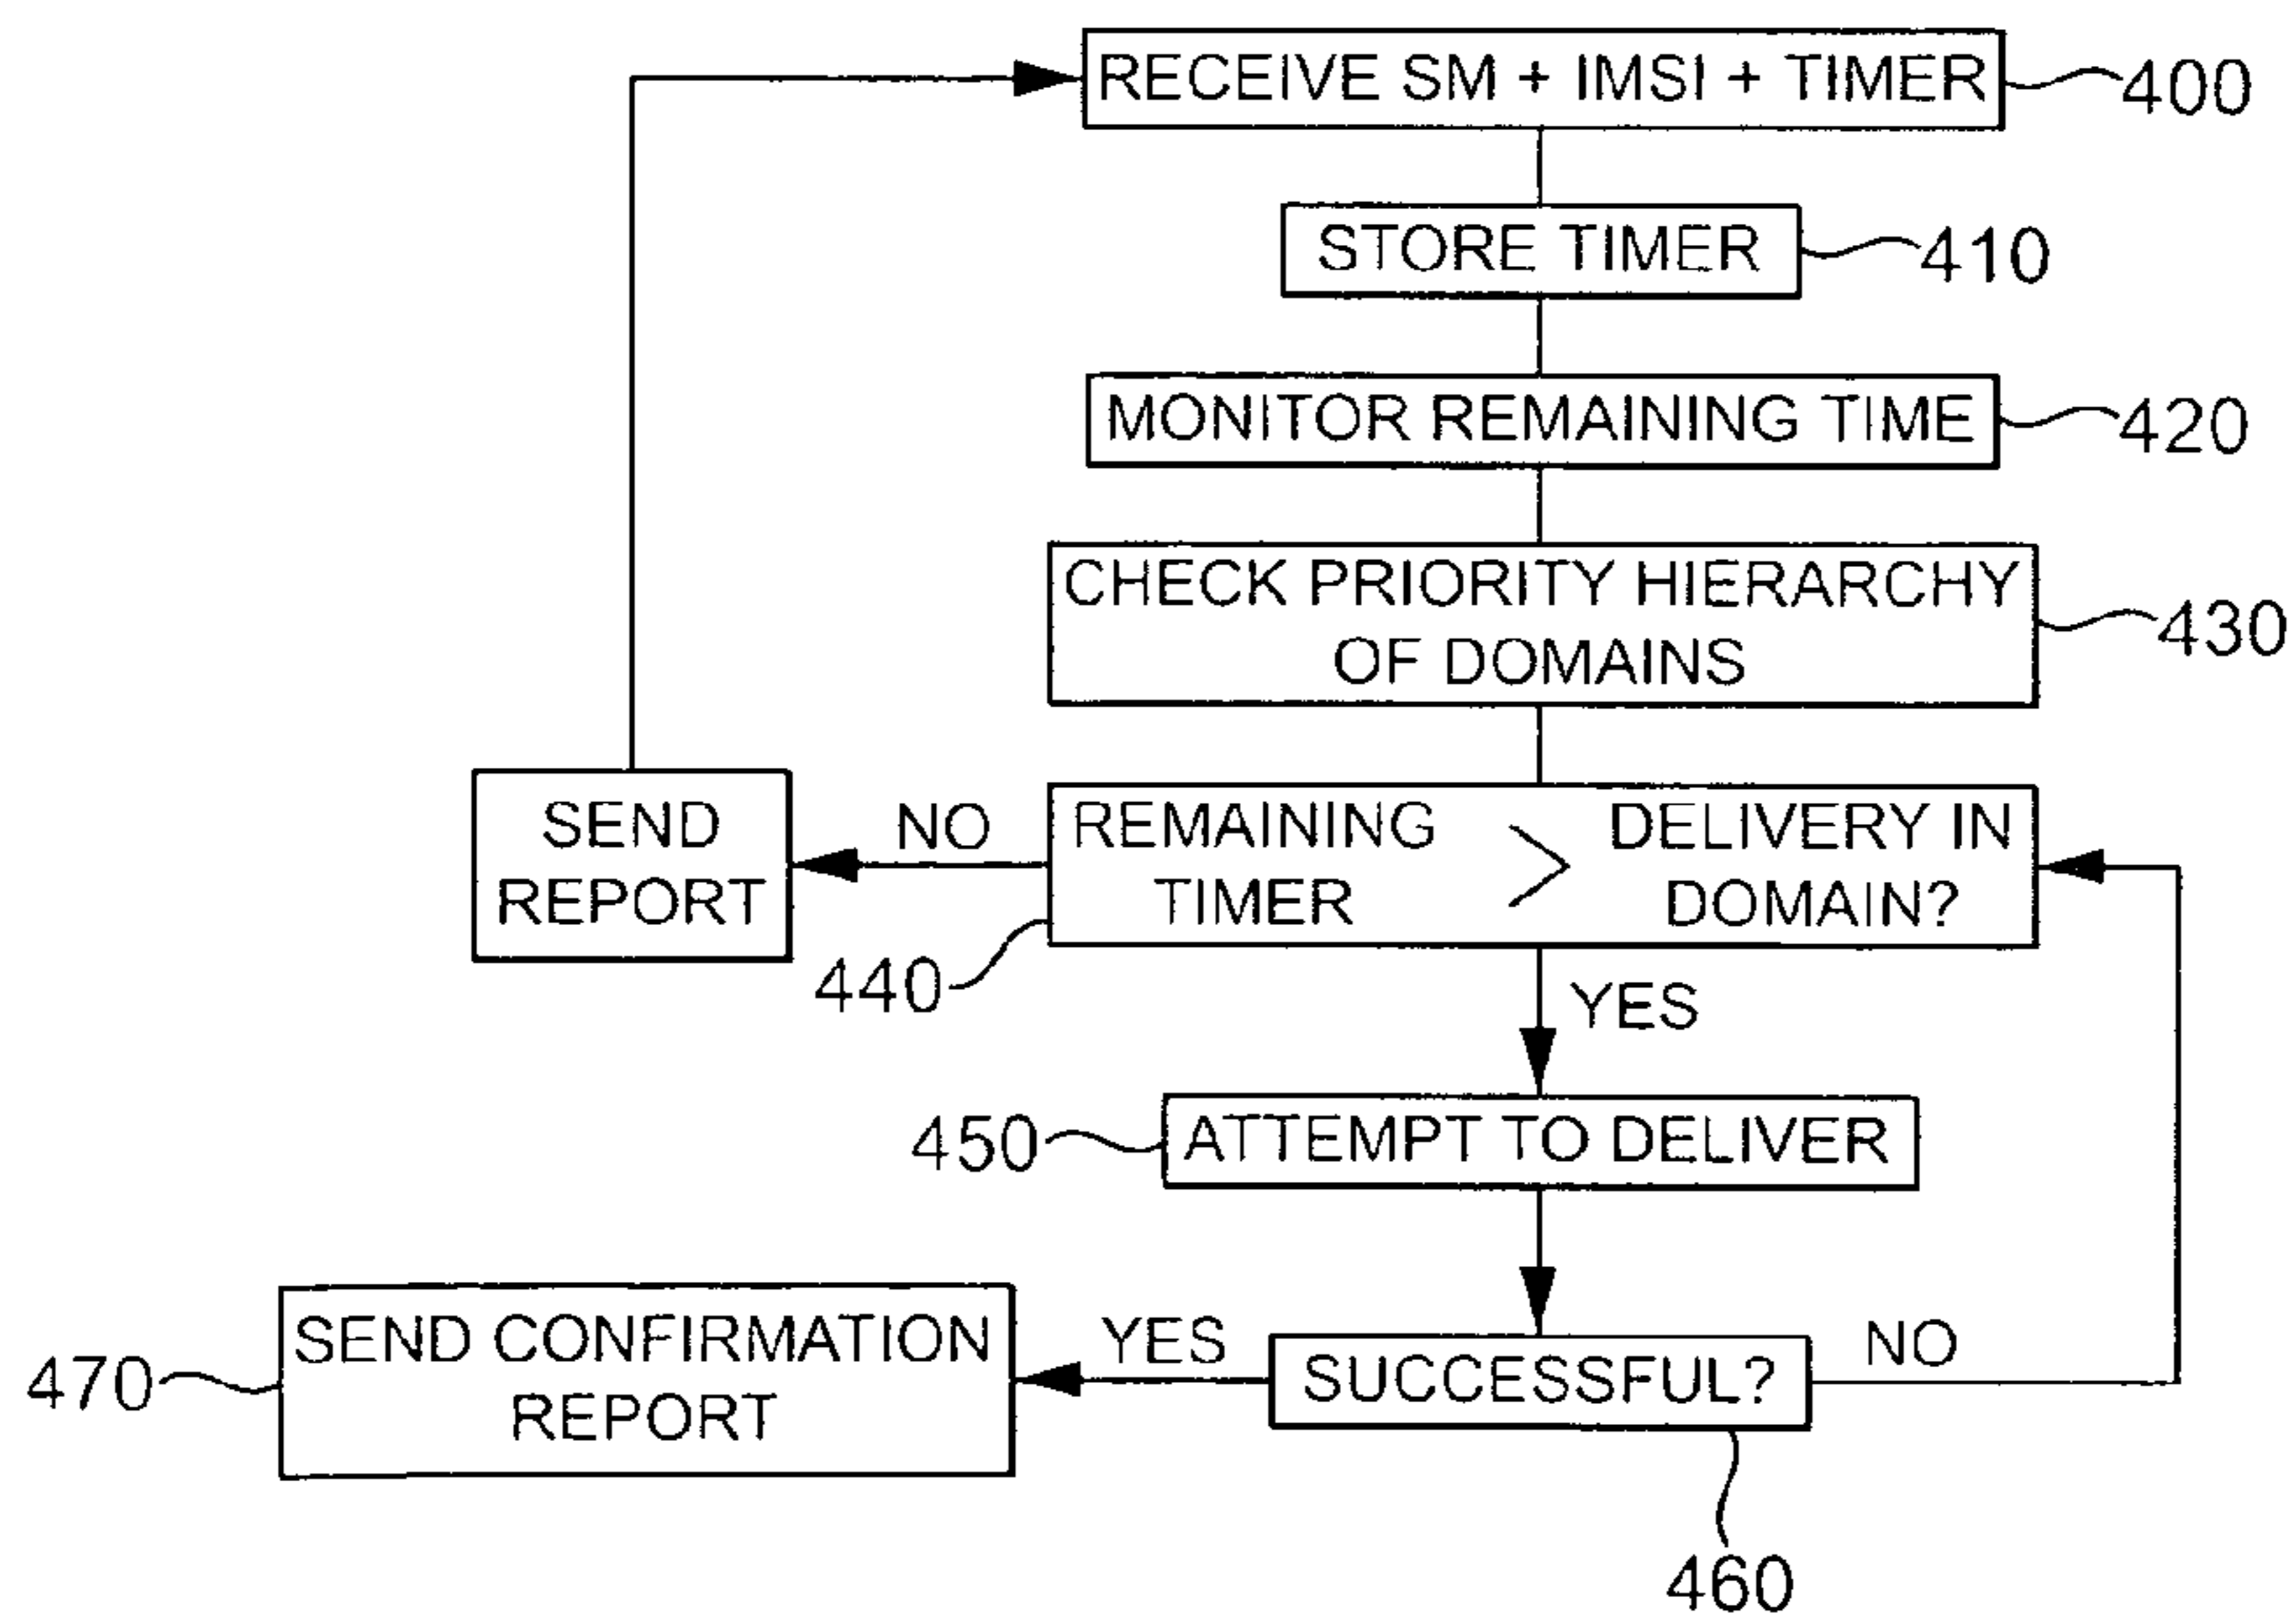 RECEIVE SM + IMSI + TIMER
400
STORE TIMER
410
MONITOR REMAINING TIME
420
CHECK PRIORITY HIERARCHY
OF DOMAINS
430
SEND
REPORT
NO
REMAINING
TIMER
>
DELIVERY IN
DOMAIN?
440
YES
450
ATTEMPT TO DELIVER
SEND CONFIRMATION
REPORT
470
YES
SUCCESSFUL?
NO
460